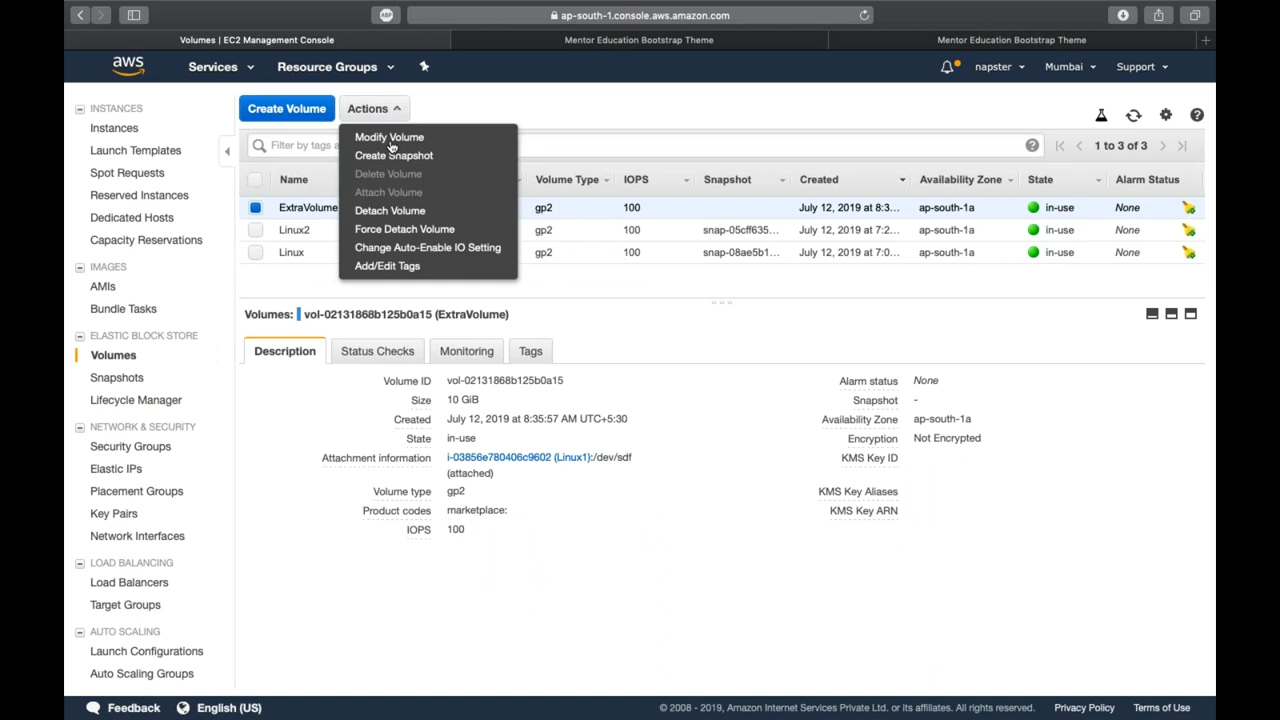 ABP
ap-south-1.console.aws.amazon.com
Volumes | EC2 Management Console
Mentor Education Bootstrap Theme
Mentor Education Bootstrap Theme
aws
Services
Resource Groups
napster
Mumbai
Support
INSTANCES
Instances
Launch Templates
Spot Requests
Reserved Instances
Dedicated Hosts
Capacity Reservations
IMAGES
AMIs
Bundle Tasks
ELASTIC BLOCK STORE
Volumes
Snapshots
Lifecycle Manager
NETWORK & SECURITY
Security Groups
Elastic IPs
Placement Groups
Key Pairs
Network Interfaces
LOAD BALANCING
Load Balancers
Target Groups
AUTO SCALING
Launch Configurations
Auto Scaling Groups
Create Volume
Actions
Modify Volume
Create Snapshot
Delete Volume
Attach Volume
Detach Volume
Force Detach Volume
Change Auto-Enable IO Setting
Add/Edit Tags
Filter by tags a
1 to 3 of 3
Name Volume Type IOPS Snapshot Created Availability Zone State Alarm Status
ExtraVolume gp2 100 July 12, 2019 at 8:3... ap-south-1a in-use None
Linux2 gp2 100 snap-05cff635... July 12, 2019 at 7:2... ap-south-1a in-use None
Linux gp2 100 snap-08ae5b1... July 12, 2019 at 7:0... ap-south-1a in-use None
Volumes: vol-02131868b125b0a15 (ExtraVolume)
Description
Status Checks
Monitoring
Tags
Volume ID vol-02131868b125b0a15
Size 10 GiB
Created July 12, 2019 at 8:35:57 AM UTC+5:30
State in-use
Attachment information i-03856e780406c9602 (Linux1):/dev/sdf
(attached)
Volume type gp2
Product codes marketplace:
IOPS 100
Alarm status None
Snapshot -
Availability Zone ap-south-1a
Encryption Not Encrypted
KMS Key ID
KMS Key Aliases
KMS Key ARN
Feedback
English (US)
© 2008 - 2019, Amazon Internet Services Private Ltd. or its affiliates. All rights reserved.
Privacy Policy
Terms of Use